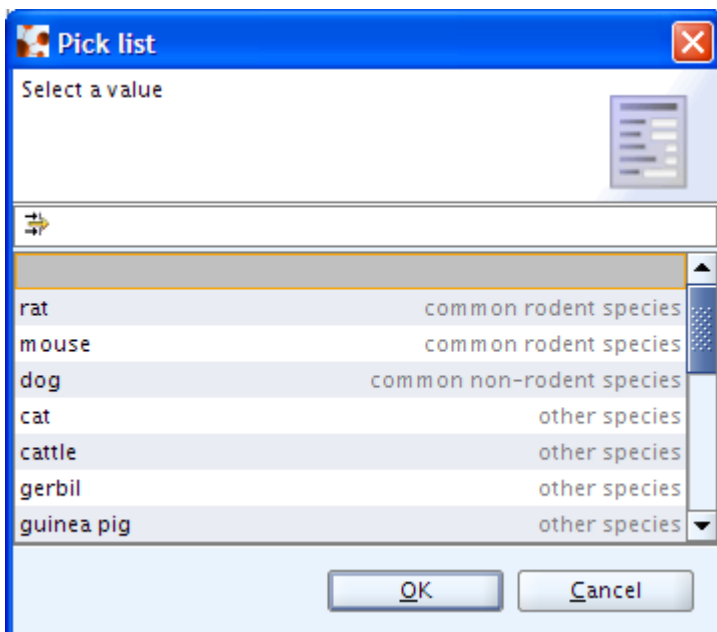 Pick list
Select a value
rat common rodent species
mouse common rodent species
dog common non-rodent species
cat other species
cattle other species
gerbil other species
guinea pig other species
OK Cancel